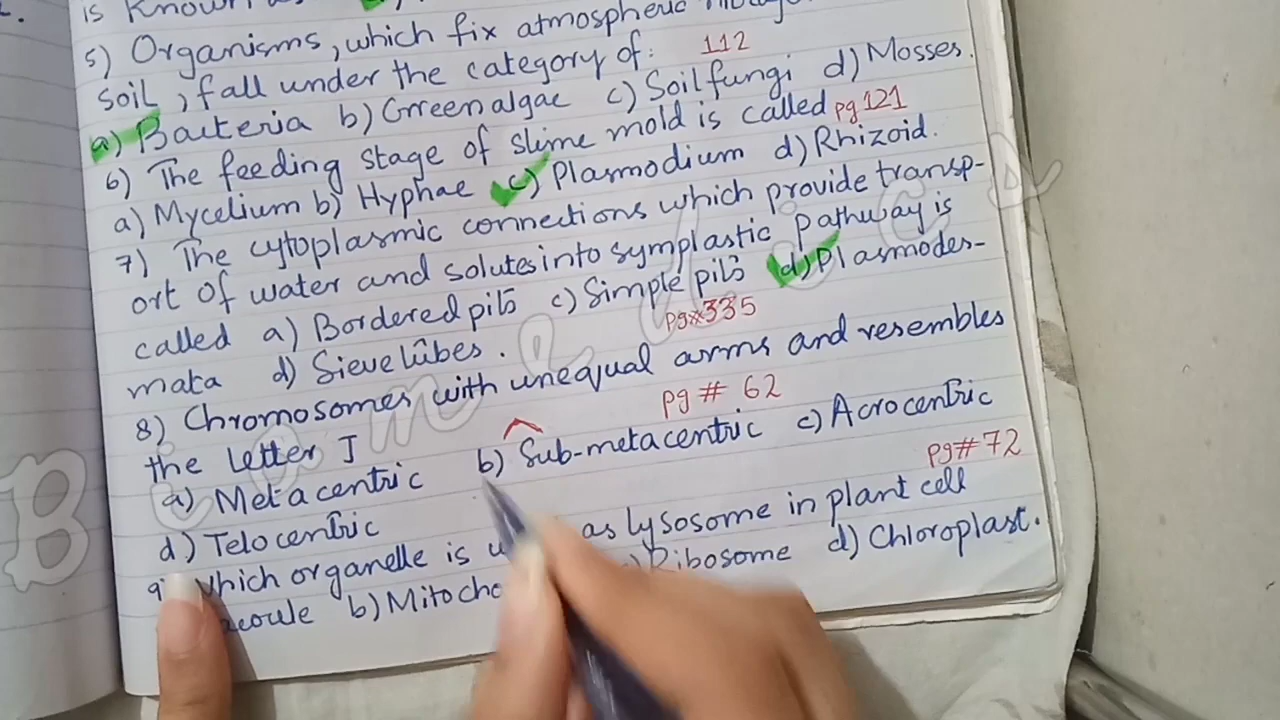 is Known
5) Organisms, which fix atmospheric
soil, fall under the category of: 112
a) Bacteria b) Green algae c) Soil fungi d) Mosses.
6) The feeding stage of slime mold is called pg 121
a) Mycelium b) Hyphae c) Plasmodium d) Rhizoid.
7) The cytoplasmic connections which provide transp-
ort of water and solutes into symplastic pathway is
called a) Bordered pits c) Simple pits d) Plasmodes-
mata d) Sieve tubes. pg#335
8) Chromosomes with unequal arms and resembles
the letter J pg # 62
a) Metacentric b) Sub-metacentric c) Acrocentric
d) Telocentric pg#72
9) Which organelle is as lysosome in plant cell
b) Mitoch Ribosome d) Chloroplast.